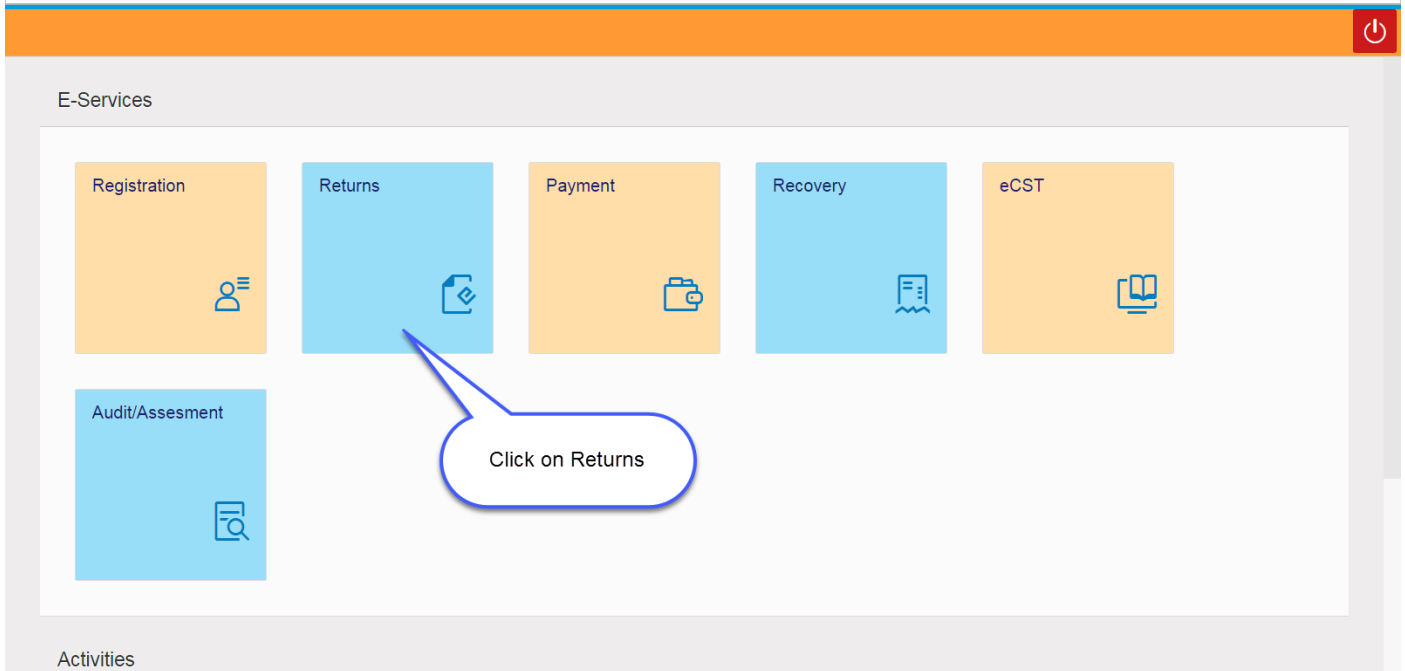 E-Services
Registration
Returns
Payment
Recovery
eCST
Audit/Assesment
Click on Returns
Activities